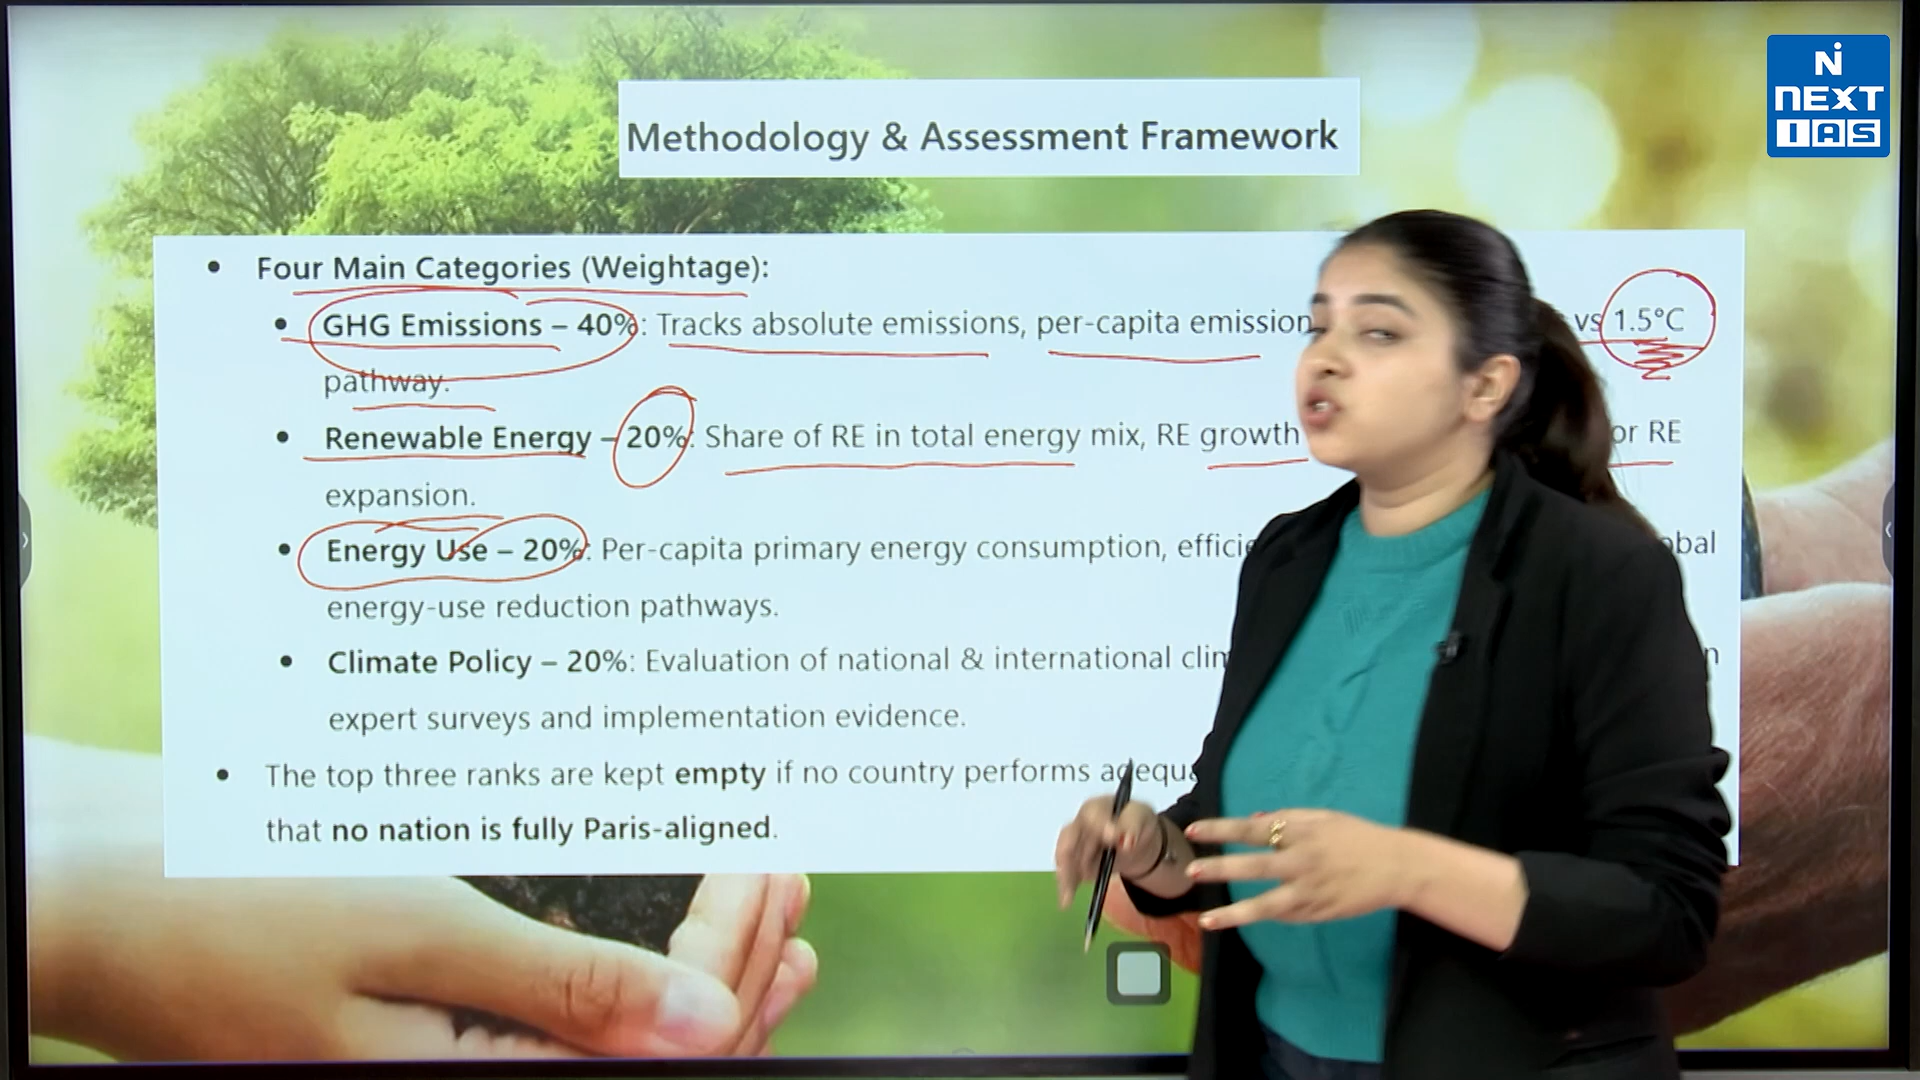 Ni
NEXT
IAS
Methodology & Assessment Framework
• Four Main Categories (Weightage):
• GHG Emissions – 40%: Tracks absolute emissions, per-capita emission vs 1.5°C
pathway.
• Renewable Energy – 20%: Share of RE in total energy mix, RE growth or RE
expansion.
• Energy Use – 20%: Per-capita primary energy consumption,
energy-use reduction pathways.
• Climate Policy – 20%: Evaluation of national & international
expert surveys and implementation evidence.
• The top three ranks are kept empty if no country performs
that no nation is fully Paris-aligned.